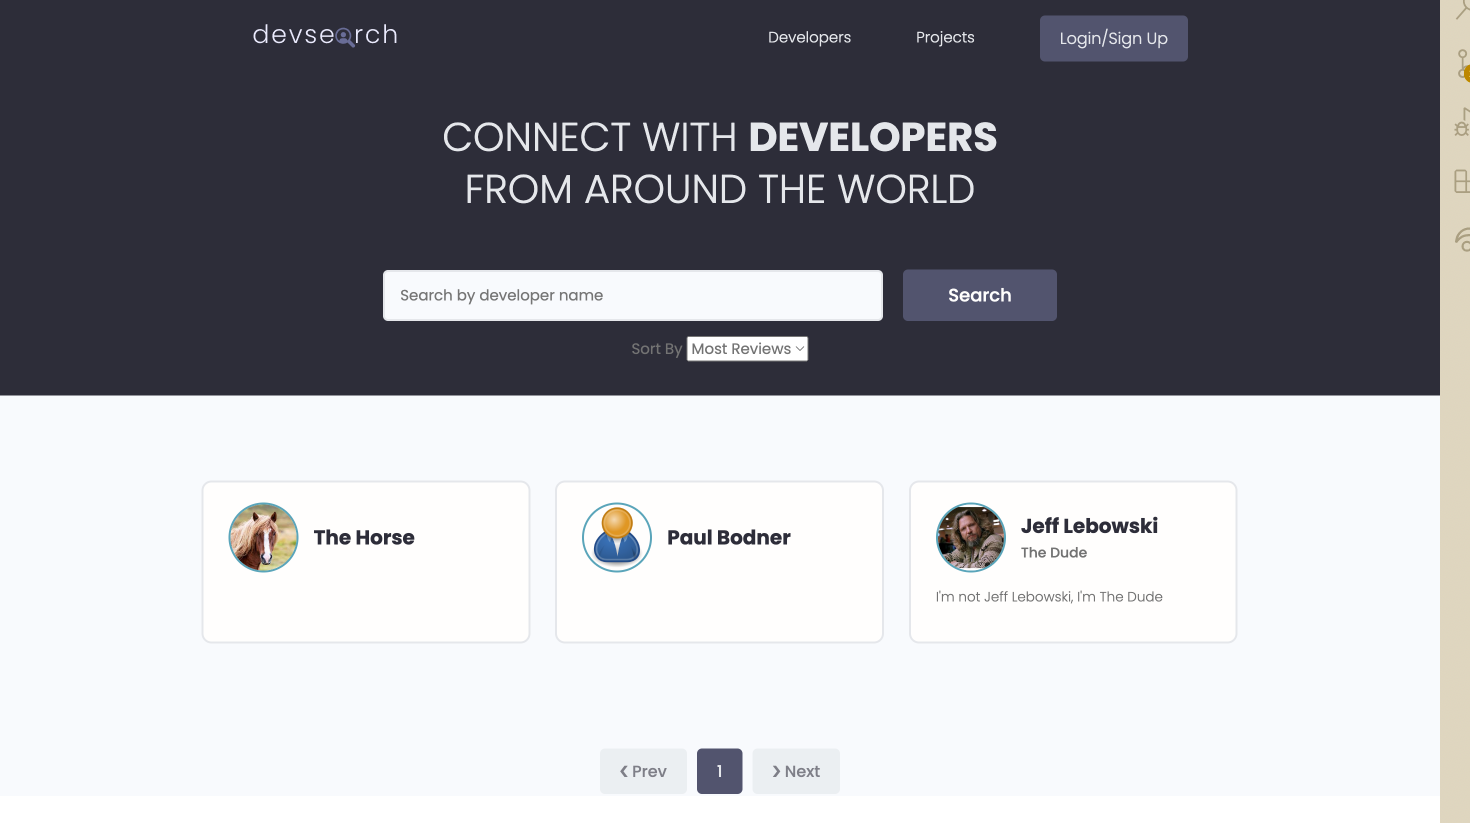 devsearch
Developers
Projects
Login/Sign Up
CONNECT WITH DEVELOPERS
FROM AROUND THE WORLD
Search by developer name
Search
Sort By Most Reviews
The Horse
Paul Bodner
Jeff Lebowski
The Dude
I'm not Jeff Lebowski, I'm The Dude
❮ Prev
1
❯ Next